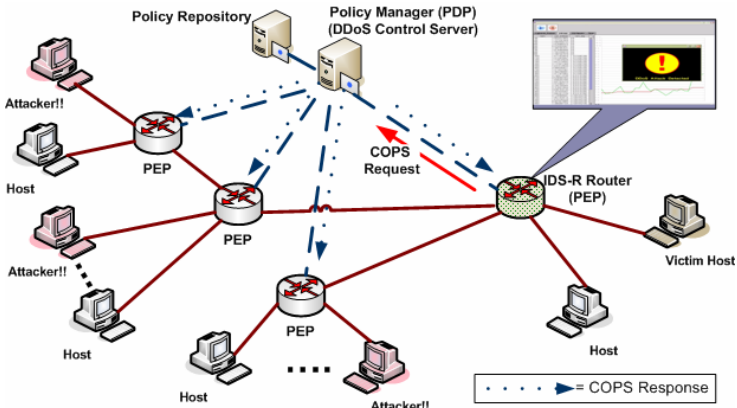 Policy Repository
Policy Manager (PDP)
(DDoS Control Server)
Attacker!!
PEP
COPS
Request
IDS-R Router
(PEP)
Host
PEP
Victim Host
Attacker!!
PEP
Host
Host
Host
Attacker!!
= COPS Response